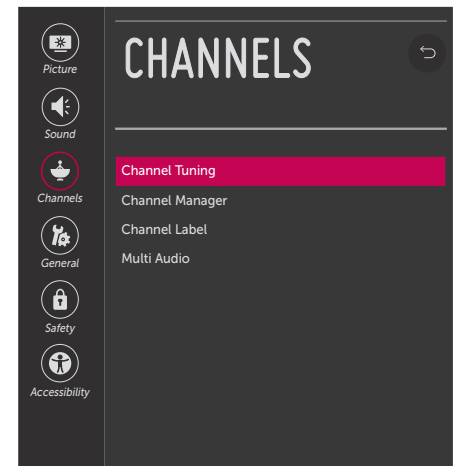 Picture
Sound
Channels
General
Safety
Accessibility
CHANNELS
Channel Tuning
Channel Manager
Channel Label
Multi Audio